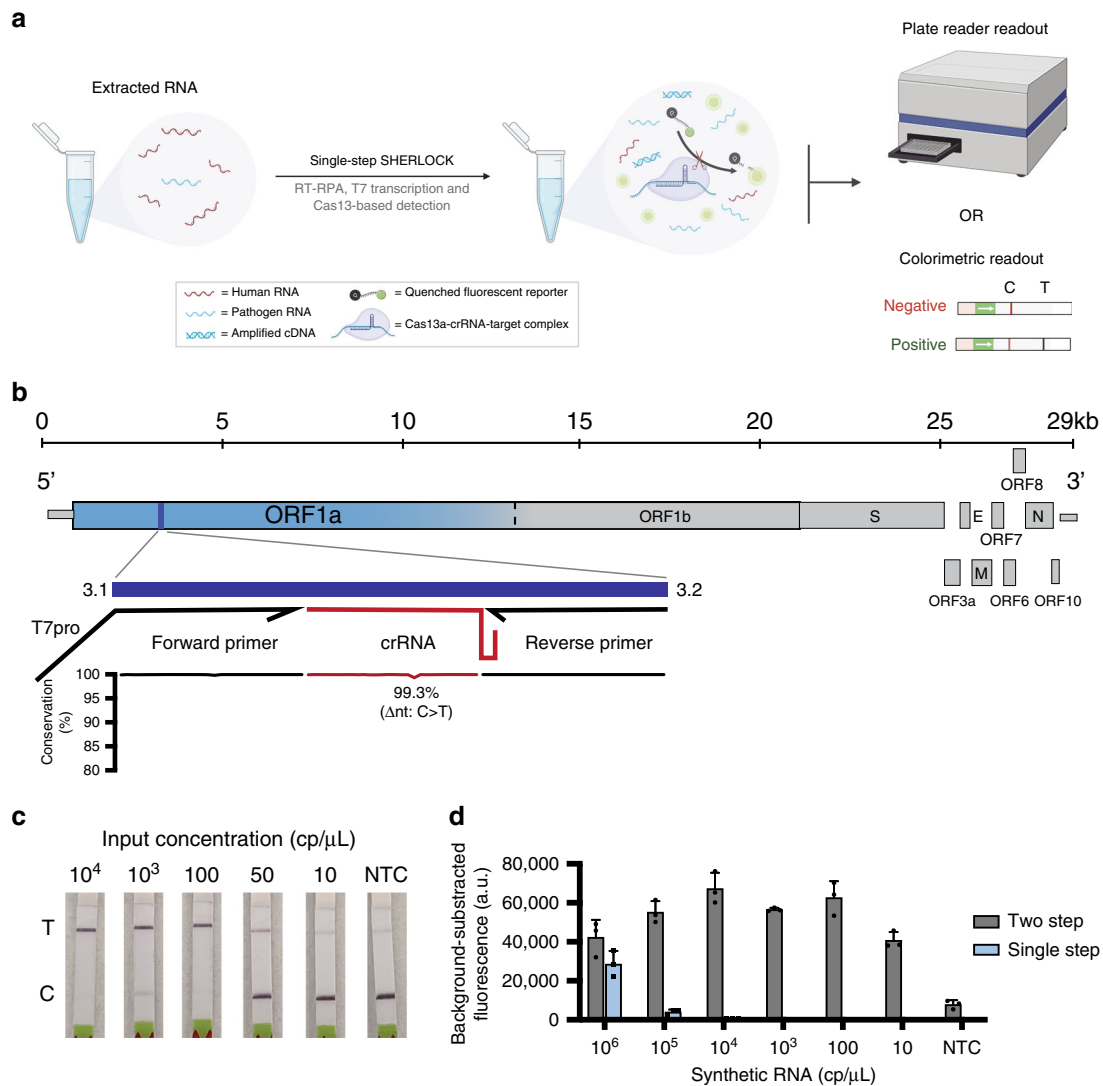 a
Plate reader readout
Extracted RNA
Single-step SHERLOCK
RT-RPA, T7 transcription and
Cas13-based detection
Q
Q
OR
= Human RNA
= Pathogen RNA
= Amplified cDNA
Q
= Quenched fluorescent reporter
= Cas13a-crRNA-target complex
Colorimetric readout
C T
Negative
Positive
b
0 5 10 15 20 25 29kb
5’ 3’
ORF8
ORF1a ORF1b S E ORF7 N
ORF3a M ORF6 ORF10
3.1 3.2
T7pro
Forward primer crRNA Reverse primer
Conservation
(%)
100
95
90
85
80
99.3%
(Δnt: C>T)
c
Input concentration (cp/μL)
10⁴ 10³ 100 50 10 NTC
T
C
d
Background-substracted
fluorescence (a.u.)
80,000
60,000
40,000
20,000
0
10⁶ 10⁵ 10⁴ 10³ 100 10 NTC
Synthetic RNA (cp/μL)
Two step
Single step